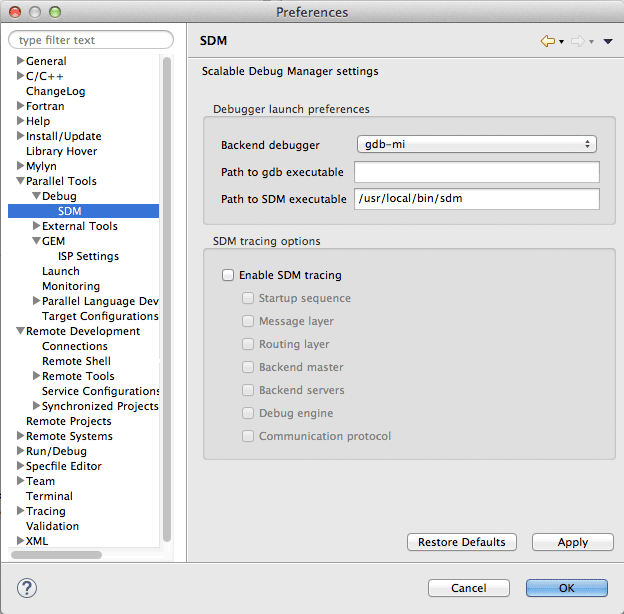 Preferences
type filter text
General
C/C++
ChangeLog
Fortran
Help
Install/Update
Library Hover
Mylyn
Parallel Tools
Debug
SDM
External Tools
GEM
ISP Settings
Launch
Monitoring
Parallel Language Dev
Target Configurations
Remote Development
Connections
Remote Shell
Remote Tools
Service Configurations
Synchronized Projects
Remote Projects
Remote Systems
Run/Debug
Specfile Editor
Team
Terminal
Tracing
Validation
XML
SDM
Scalable Debug Manager settings
Debugger launch preferences
Backend debugger gdb-mi
Path to gdb executable
Path to SDM executable /usr/local/bin/sdm
SDM tracing options
Enable SDM tracing
Startup sequence
Message layer
Routing layer
Backend master
Backend servers
Debug engine
Communication protocol
Restore Defaults Apply
? Cancel OK